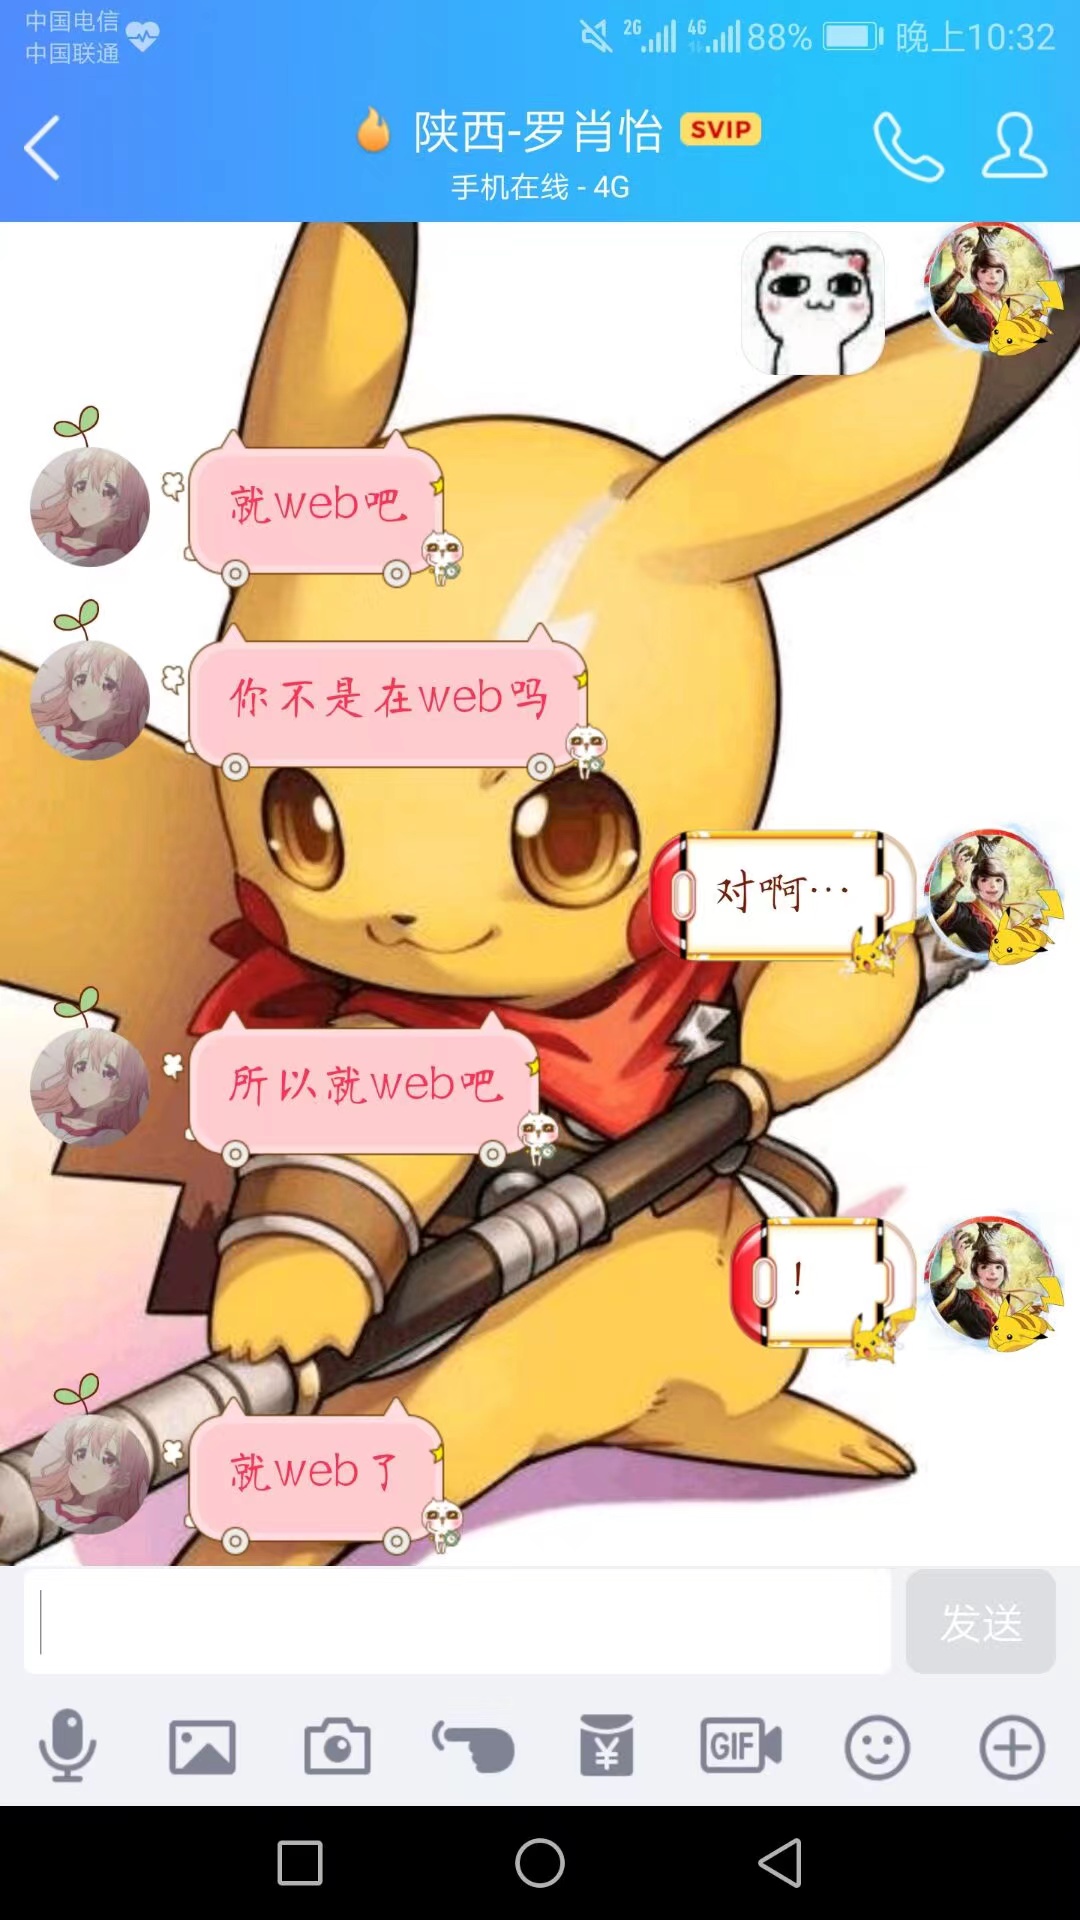 中国电信
中国联通
2G 4G 88% 晚上10:32
陕西-罗肖怡 SVIP
手机在线 - 4G
就web吧
你不是在web吗
对啊…
所以就web吧
!
就web了
发送
¥
GIF